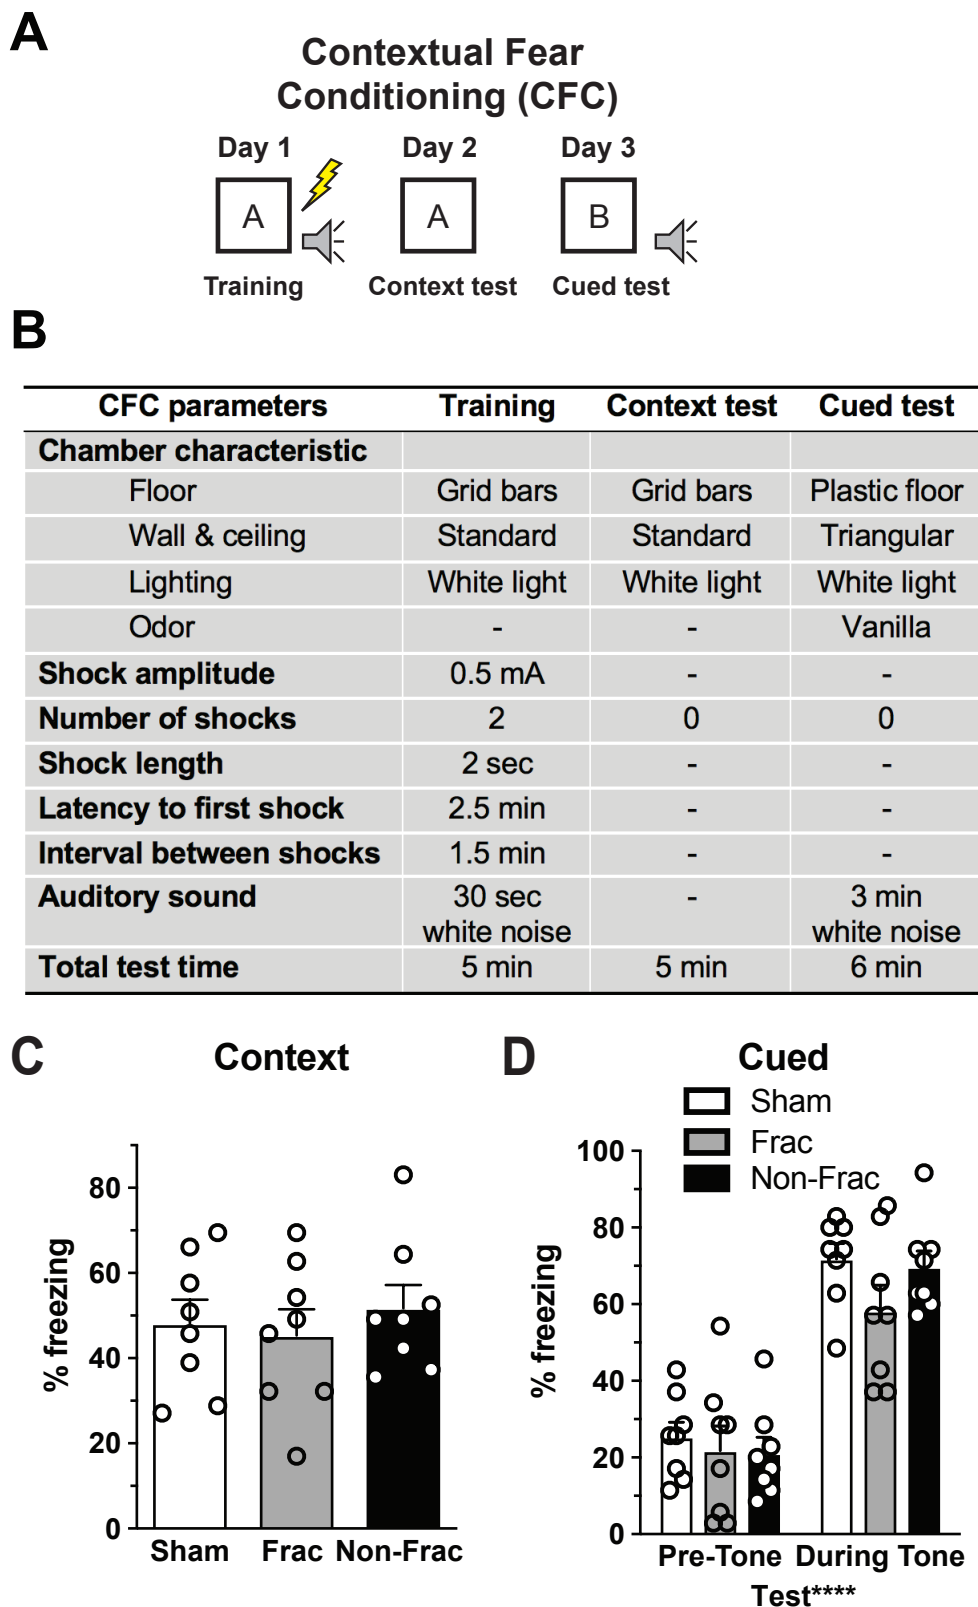 A
Contextual Fear
Conditioning (CFC)
Day 1 Day 2 Day 3
A A B
Training Context test Cued test
B
CFC parameters Training Context test Cued test
Chamber characteristic
Floor Grid bars Grid bars Plastic floor
Wall & ceiling Standard Standard Triangular
Lighting White light White light White light
Odor - - Vanilla
Shock amplitude 0.5 mA - -
Number of shocks 2 0 0
Shock length 2 sec - -
Latency to first shock 2.5 min - -
Interval between shocks 1.5 min - -
Auditory sound 30 sec - 3 min
white noise white noise
Total test time 5 min 5 min 6 min
C Context
% freezing
80
60
40
20
0
Sham Frac Non-Frac
D Cued
Sham
Frac
Non-Frac
% freezing
100
80
60
40
20
0
Pre-Tone During Tone
Test****